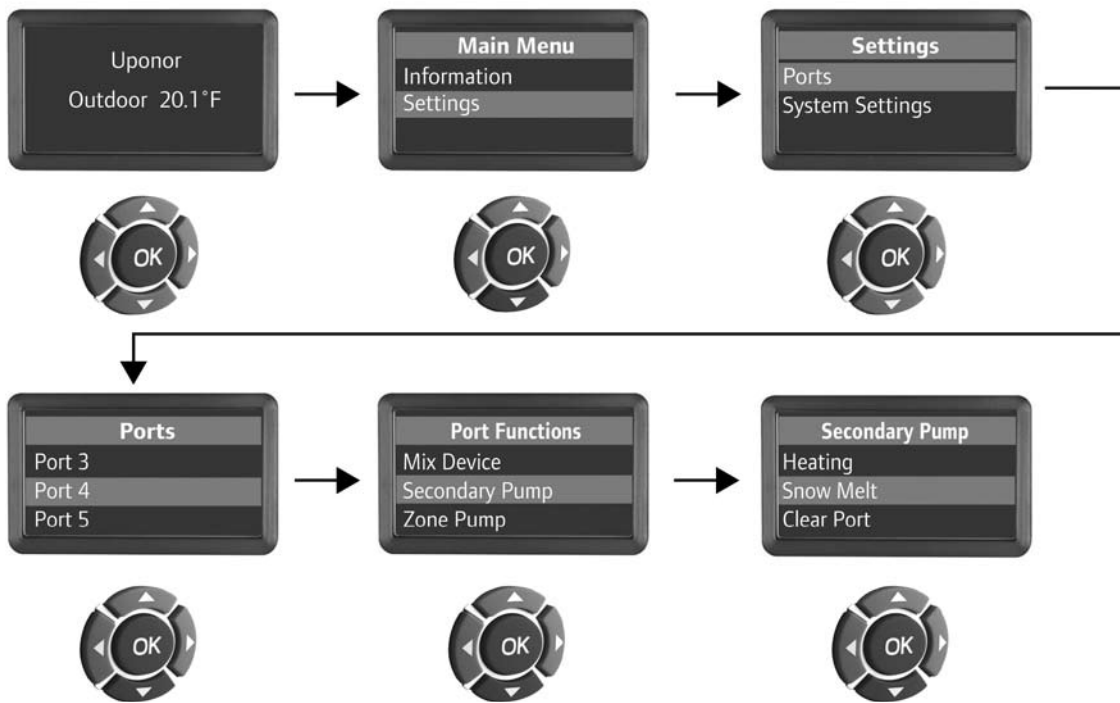 Uponor
Outdoor 20.1°F
OK
Main Menu
Information
Settings
OK
Settings
Ports
System Settings
OK
Ports
Port 3
Port 4
Port 5
OK
Port Functions
Mix Device
Secondary Pump
Zone Pump
OK
Secondary Pump
Heating
Snow Melt
Clear Port
OK